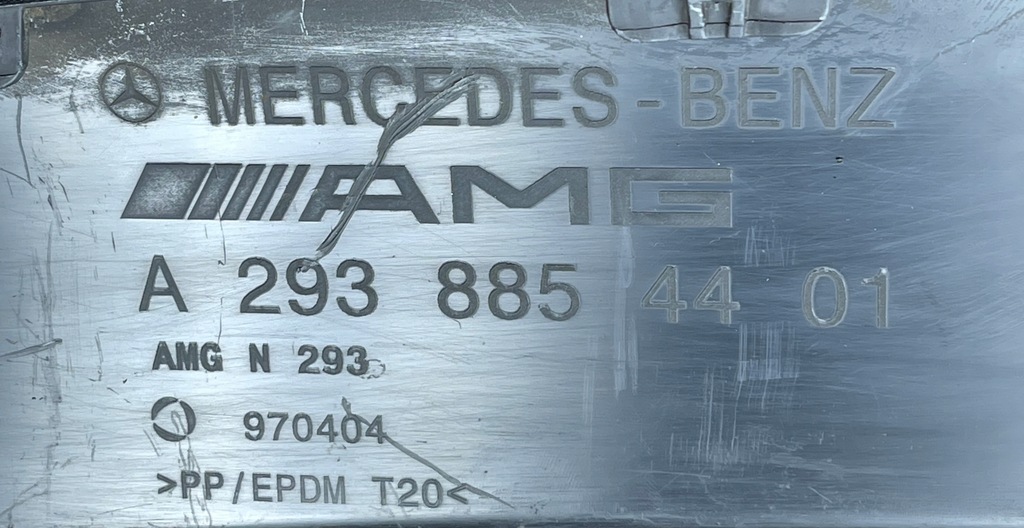 MERCEDES-BENZ
AMG
A 293 885 44 01
AMG N 293
970404
>PP/EPDM T20<